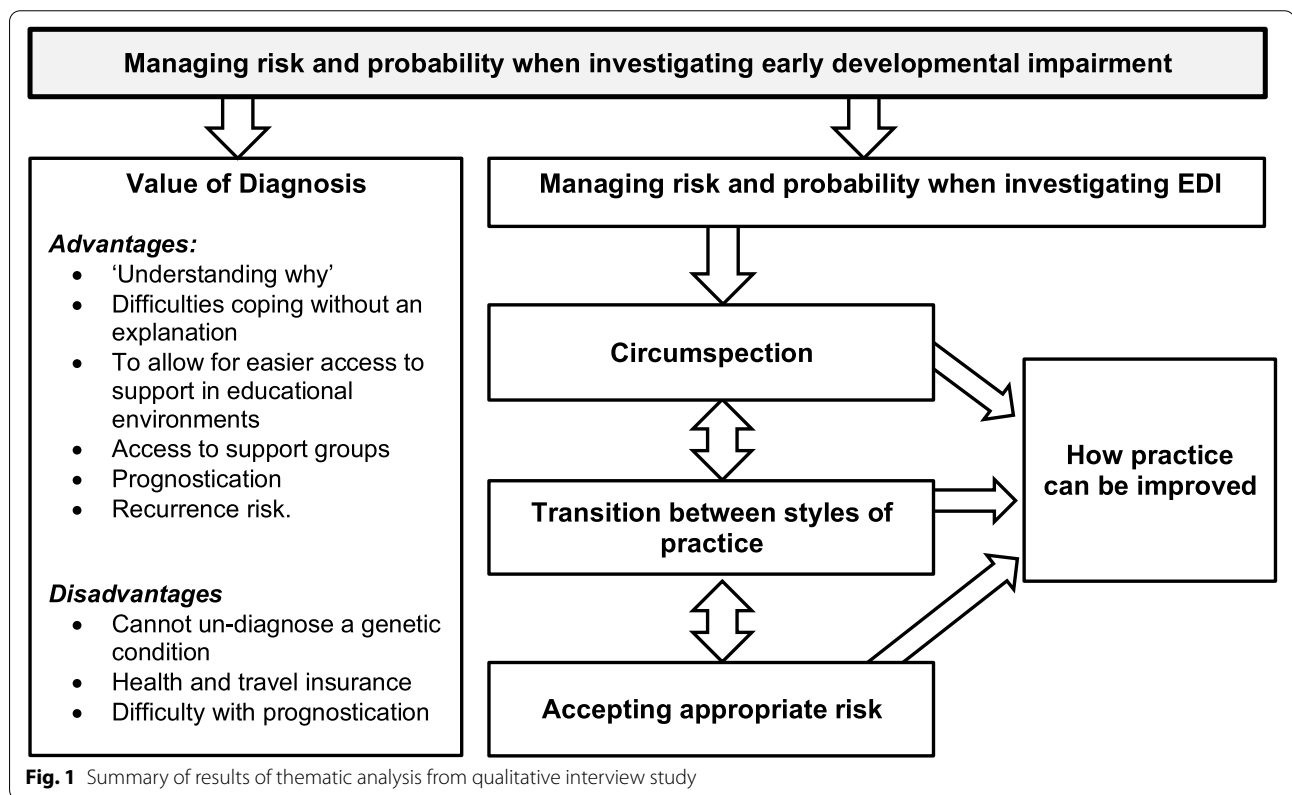 Managing risk and probability when investigating early developmental impairment
Value of Diagnosis
Advantages:
• ‘Understanding why’
• Difficulties coping without an
explanation
• To allow for easier access to
support in educational
environments
• Access to support groups
• Prognostication
• Recurrence risk.
Disadvantages
• Cannot un-diagnose a genetic
condition
• Health and travel insurance
• Difficulty with prognostication
Managing risk and probability when investigating EDI
Circumspection
Transition between styles of
practice
Accepting appropriate risk
How practice
can be improved
Fig. 1 Summary of results of thematic analysis from qualitative interview study